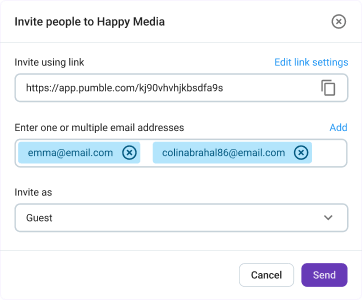 Invite people to Happy Media
Invite using link Edit link settings
https://app.pumble.com/kj90vhvhjkbsdfa9s
Enter one or multiple email addresses Add
emma@email.com colinabrahal86@email.com
Invite as
Guest
Cancel Send